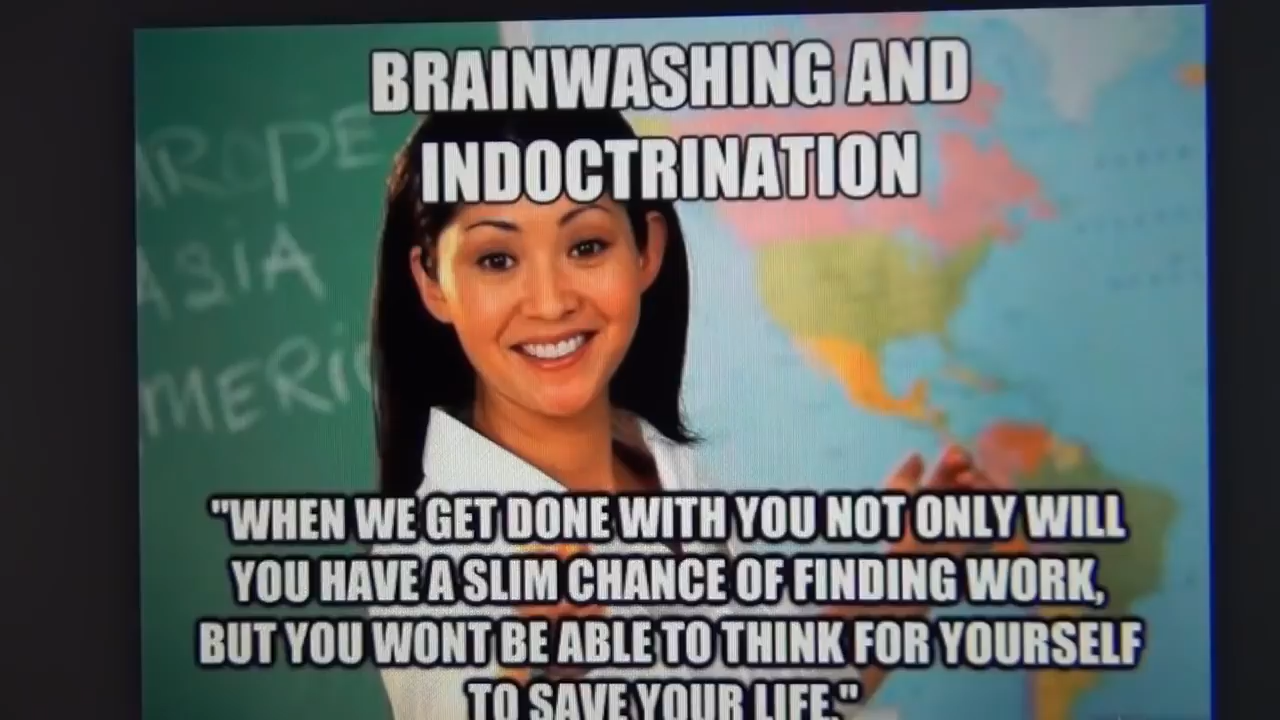 BRAINWASHING AND
INDOCTRINATION
ASIA
"WHEN WE GET DONE WITH YOU NOT ONLY WILL
YOU HAVE A SLIM CHANCE OF FINDING WORK,
BUT YOU WONT BE ABLE TO THINK FOR YOURSELF
TO SAVE YOUR LIFE."